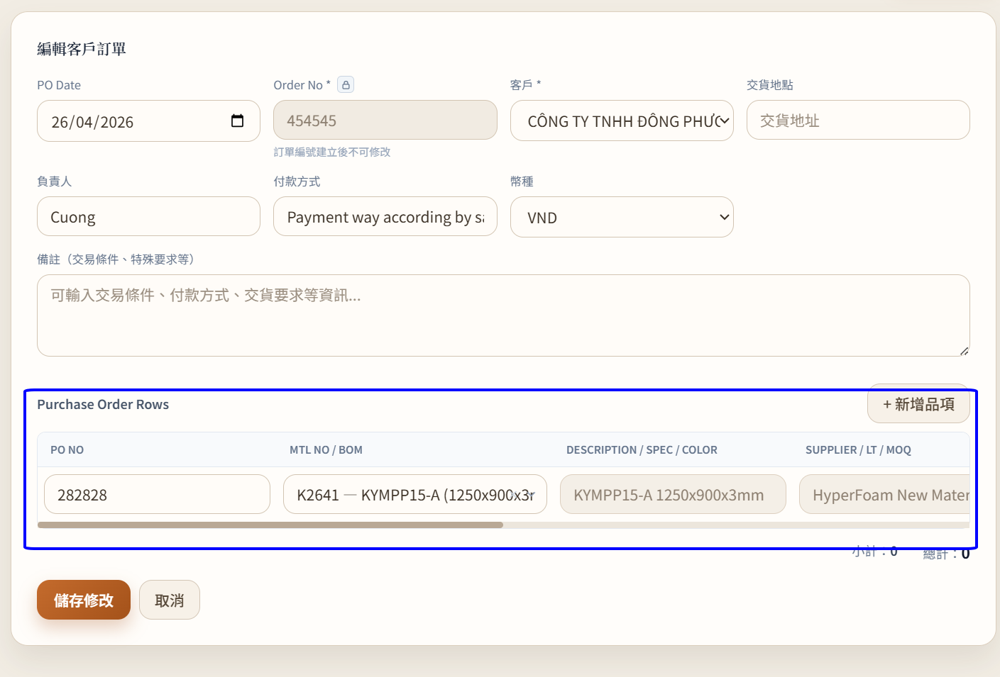 編輯客戶訂單
PO Date
Order No *
客戶 *
交貨地點
26/04/2026
454545
CÔNG TY TNHH ĐÔNG PHƯƠ
交貨地址
訂單編號建立後不可修改
負責人
付款方式
幣種
Cuong
Payment way according by sa
VND
備註（交易條件、特殊要求等）
可輸入交易條件、付款方式、交貨要求等資訊...
Purchase Order Rows
+ 新增品項
PO NO
MTL NO / BOM
DESCRIPTION / SPEC / COLOR
SUPPLIER / LT / MOQ
282828
K2641 — KYMPP15-A (1250x900x3
KYMPP15-A 1250x900x3mm
HyperFoam New Mater
小計：0
總計：0
儲存修改
取消